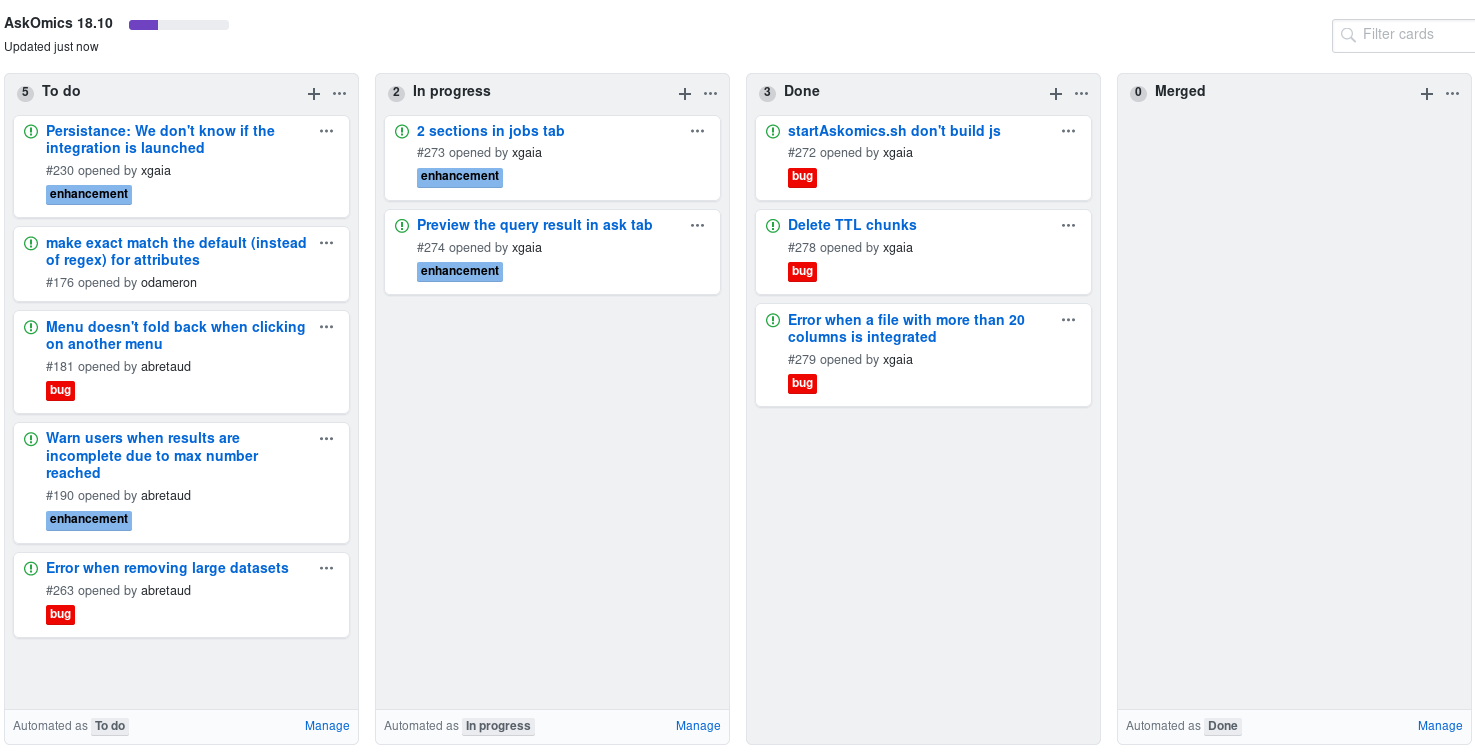 AskOmics 18.10
Updated just now
Filter cards
5 To do
Persistance: We don't know if the
integration is launched
#230 opened by xgaia
enhancement
make exact match the default (instead
of regex) for attributes
#176 opened by odameron
Menu doesn't fold back when clicking
on another menu
#181 opened by abretaud
bug
Warn users when results are
incomplete due to max number
reached
#190 opened by abretaud
enhancement
Error when removing large datasets
#263 opened by abretaud
bug
Automated as To do Manage
2 In progress
2 sections in jobs tab
#273 opened by xgaia
enhancement
Preview the query result in ask tab
#274 opened by xgaia
enhancement
Automated as In progress Manage
3 Done
startAskomics.sh don't build js
#272 opened by xgaia
bug
Delete TTL chunks
#278 opened by xgaia
bug
Error when a file with more than 20
columns is integrated
#279 opened by xgaia
bug
0 Merged
Automated as Done Manage